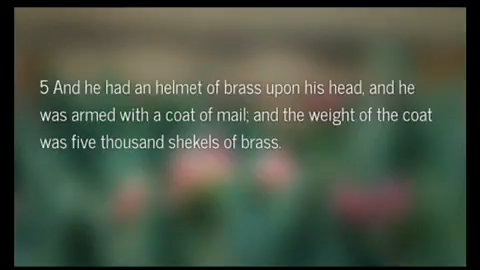 5 And he had an helmet of brass upon his head, and he
was armed with a coat of mail; and the weight of the coat
was five thousand shekels of brass.